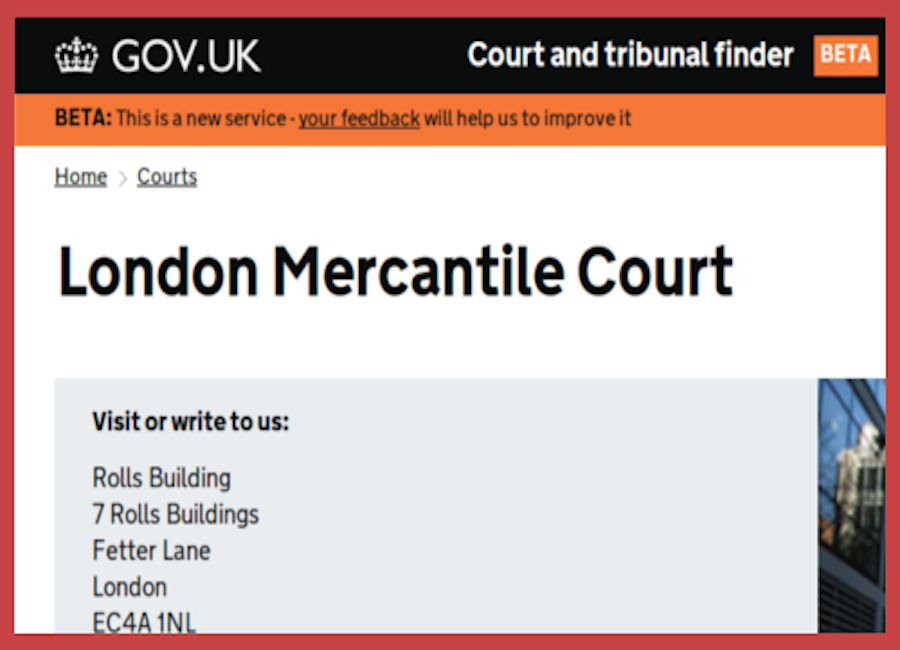 GOV.UK Court and tribunal finder BETA
BETA: This is a new service - your feedback will help us to improve it
Home > Courts
London Mercantile Court
Visit or write to us:
Rolls Building
7 Rolls Buildings
Fetter Lane
London
EC4A 1NL